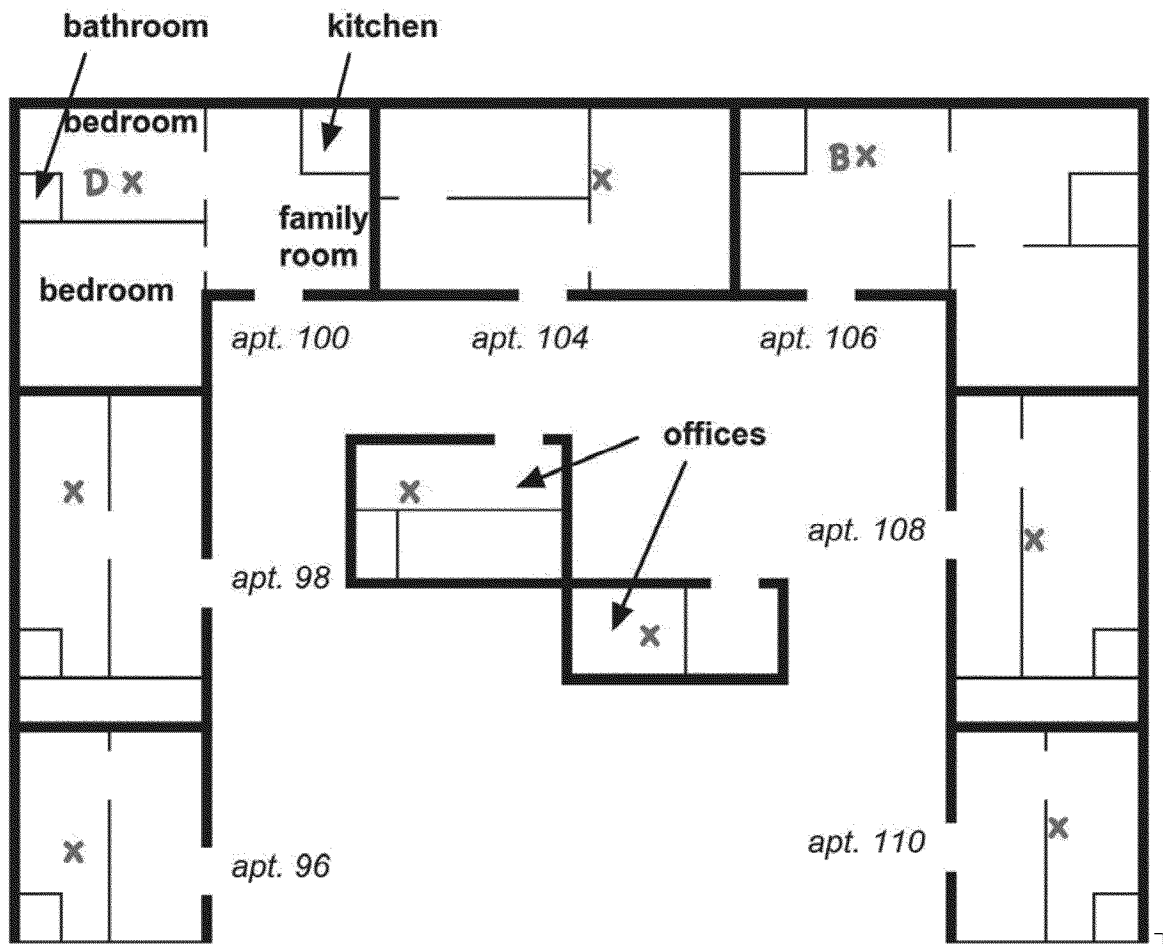 bathroom
kitchen
bedroom
D X
X
B X
family
room
bedroom
apt. 100
apt. 104
apt. 106
offices
X
X
apt. 108
X
apt. 98
X
X
X
apt. 110
apt. 96